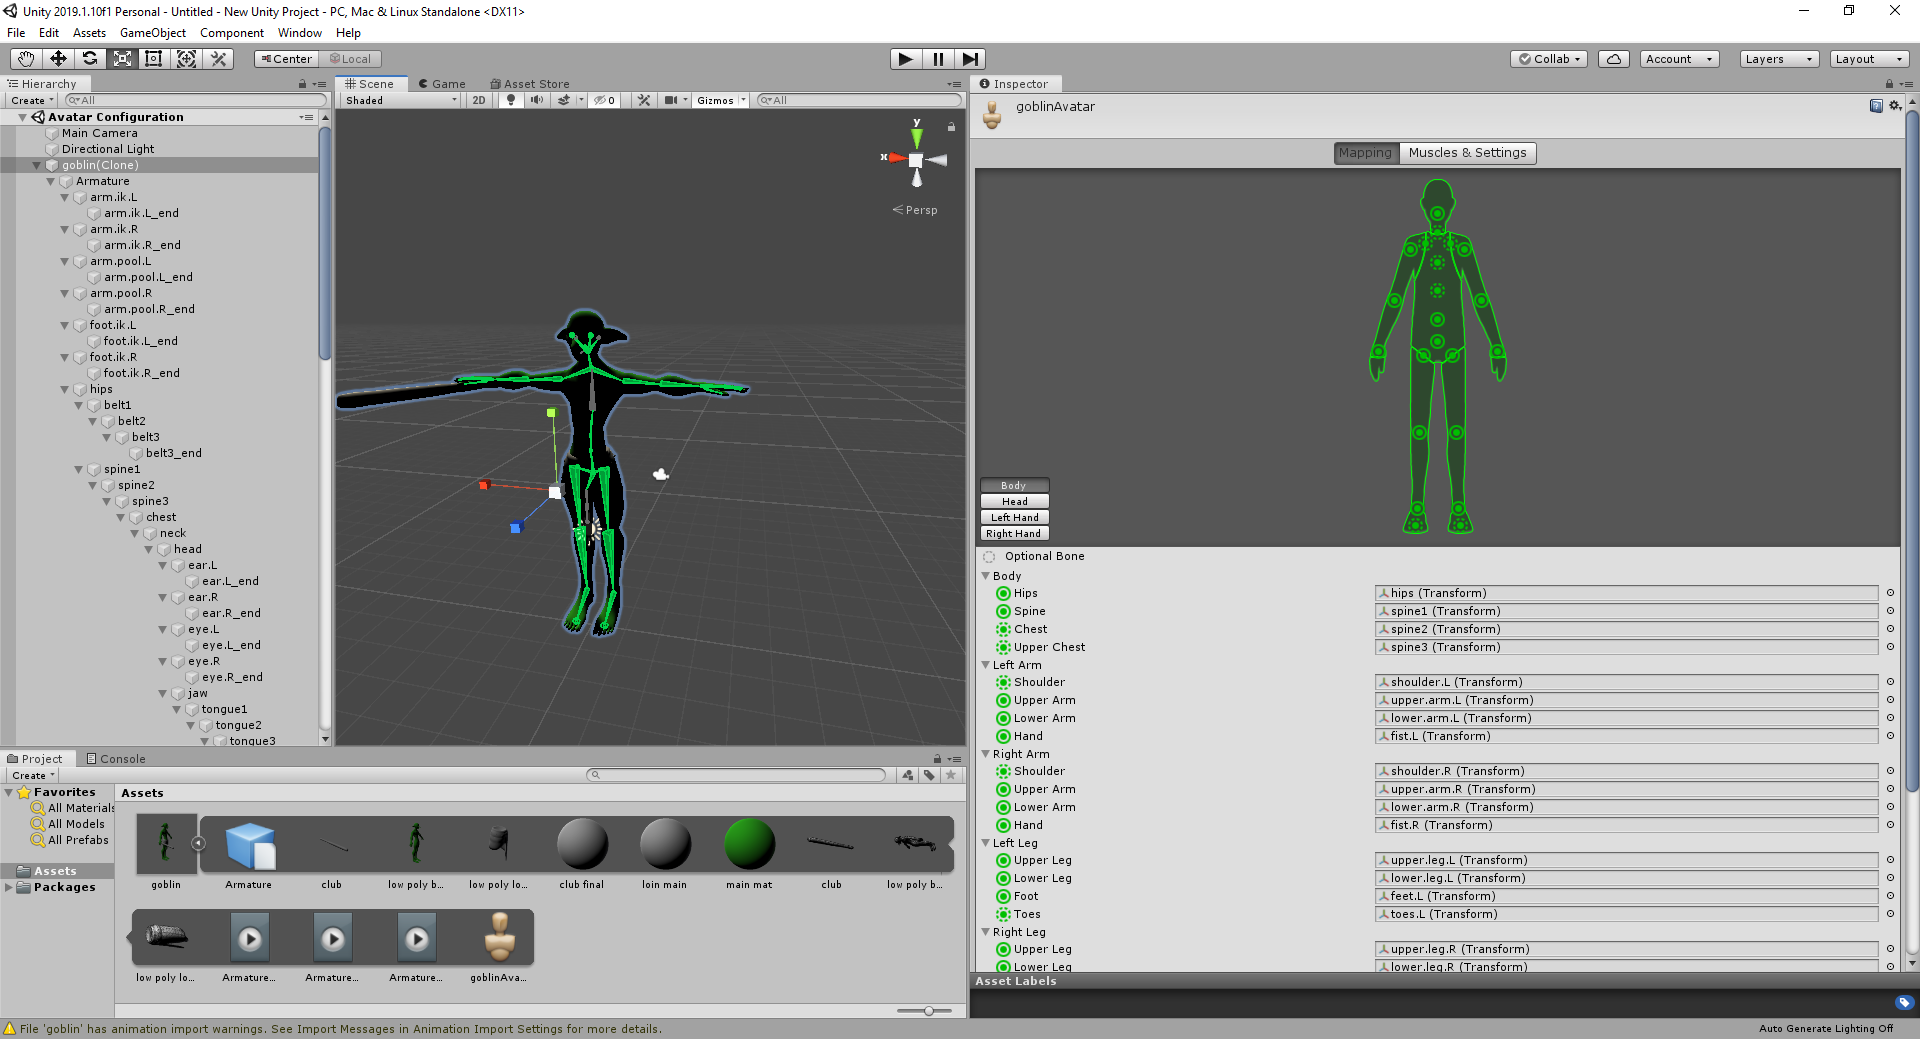 Unity 2019.1.10f1 Personal - Untitled - New Unity Project - PC, Mac & Linux Standalone <DX11>
File Edit Assets GameObject Component Window Help
Center Local Collab Account Layers Layout
Hierarchy
Create All
Avatar Configuration
Main Camera
Directional Light
goblin(Clone)
Armature
arm.ik.L
arm.ik.L_end
arm.ik.R
arm.ik.R_end
arm.pool.L
arm.pool.L_end
arm.pool.R
arm.pool.R_end
foot.ik.L
foot.ik.L_end
foot.ik.R
foot.ik.R_end
hips
belt1
belt2
belt3
belt3_end
spine1
spine2
spine3
chest
neck
head
ear.L
ear.L_end
ear.R
ear.R_end
eye.L
eye.L_end
eye.R
eye.R_end
jaw
tongue1
tongue2
tongue3
Scene Game Asset Store
Shaded 2D 0 Gizmos All
y
x
Persp
Inspector
goblinAvatar
Mapping Muscles & Settings
Body
Head
Left Hand
Right Hand
Optional Bone
Body
Hips hips (Transform)
Spine spine1 (Transform)
Chest spine2 (Transform)
Upper Chest spine3 (Transform)
Left Arm
Shoulder shoulder.L (Transform)
Upper Arm upper.arm.L (Transform)
Lower Arm lower.arm.L (Transform)
Hand fist.L (Transform)
Right Arm
Shoulder shoulder.R (Transform)
Upper Arm upper.arm.R (Transform)
Lower Arm lower.arm.R (Transform)
Hand fist.R (Transform)
Left Leg
Upper Leg upper.leg.L (Transform)
Lower Leg lower.leg.L (Transform)
Foot feet.L (Transform)
Toes toes.L (Transform)
Right Leg
Upper Leg upper.leg.R (Transform)
Lower Leg lower.leg.R (Transform)
Asset Labels
Project Console
Create
Favorites
All Materials
All Models
All Prefabs
Assets
Packages
Assets
goblin Armature club low poly b... low poly lo... club final loin main main mat club low poly b...
low poly lo... Armature... Armature... Armature... goblinAva...
File 'goblin' has animation import warnings. See Import Messages in Animation Import Settings for more details.
Auto Generate Lighting Off